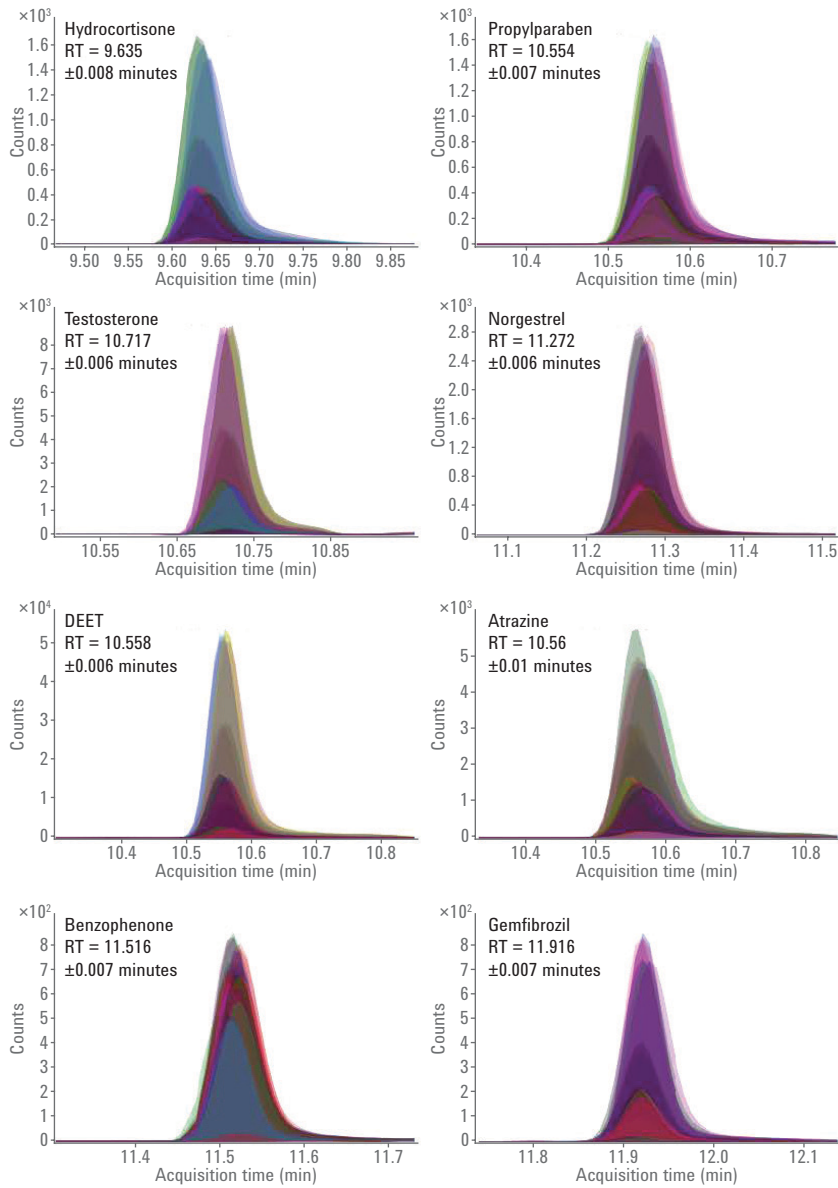 ×10³
Hydrocortisone
RT = 9.635
±0.008 minutes
1.6
1.4
1.2
1.0
0.8
0.6
0.4
0.2
0
Counts
9.50 9.55 9.60 9.65 9.70 9.75 9.80 9.85
Acquisition time (min)
×10³
Propylparaben
RT = 10.554
±0.007 minutes
1.6
1.4
1.2
1.0
0.8
0.6
0.4
0.2
0
Counts
10.4 10.5 10.6 10.7
Acquisition time (min)
×10³
Testosterone
RT = 10.717
±0.006 minutes
8
7
6
5
4
3
2
1
0
Counts
10.55 10.65 10.75 10.85
Acquisition time (min)
×10³
Norgestrel
RT = 11.272
±0.006 minutes
2.8
2.4
2.0
1.6
1.2
0.8
0.4
0
Counts
11.1 11.2 11.3 11.4 11.5
Acquisition time (min)
×10⁴
DEET
RT = 10.558
±0.006 minutes
5
4
3
2
1
0
Counts
10.4 10.5 10.6 10.7 10.8
Acquisition time (min)
×10³
Atrazine
RT = 10.56
±0.01 minutes
5
4
3
2
1
0
Counts
10.4 10.5 10.6 10.7 10.8
Acquisition time (min)
×10²
Benzophenone
RT = 11.516
±0.007 minutes
8
7
6
5
4
3
2
1
0
Counts
11.4 11.5 11.6 11.7
Acquisition time (min)
×10²
Gemfibrozil
RT = 11.916
±0.007 minutes
8
7
6
5
4
3
2
1
0
Counts
11.8 11.9 12.0 12.1
Acquisition time (min)